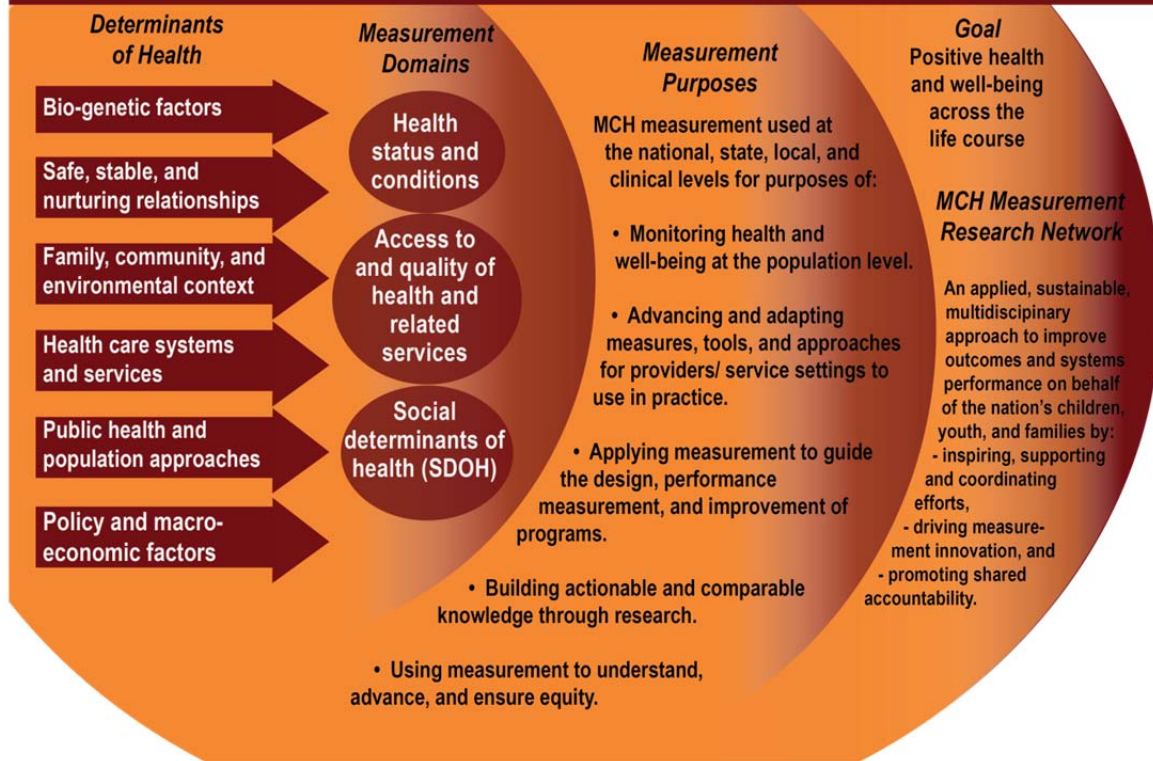 Determinants
of Health
Bio-genetic factors
Safe, stable, and
nurturing relationships
Family, community, and
environmental context
Health care systems
and services
Public health and
population approaches
Policy and macro-
economic factors
Measurement
Domains
Health
status and
conditions
Access to
and quality of
health and
related
services
Social
determinants of
health (SDOH)
Measurement
Purposes
MCH measurement used at
the national, state, local, and
clinical levels for purposes of:
• Monitoring health and
well-being at the population level.
• Advancing and adapting
measures, tools, and approaches
for providers/ service settings to
use in practice.
• Applying measurement to guide
the design, performance
measurement, and improvement of
programs.
• Building actionable and comparable
knowledge through research.
• Using measurement to understand,
advance, and ensure equity.
Goal
Positive health
and well-being
across the
life course
MCH Measurement
Research Network
An applied, sustainable,
multidisciplinary
approach to improve
outcomes and systems
performance on behalf
of the nation's children,
youth, and families by:
- inspiring, supporting
and coordinating
efforts,
- driving measure-
ment innovation, and
- promoting shared
accountability.